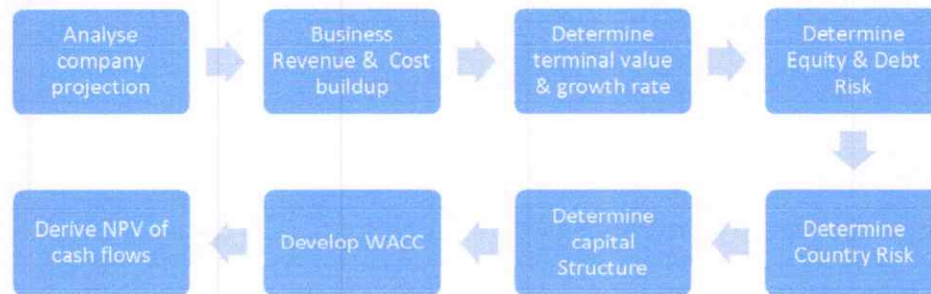 Analyse
company
projection
Business
Revenue & Cost
buildup
Determine
terminal value
& growth rate
Determine
Equity & Debt
Risk
Determine
Country Risk
Determine
capital
Structure
Develop WACC
Derive NPV of
cash flows